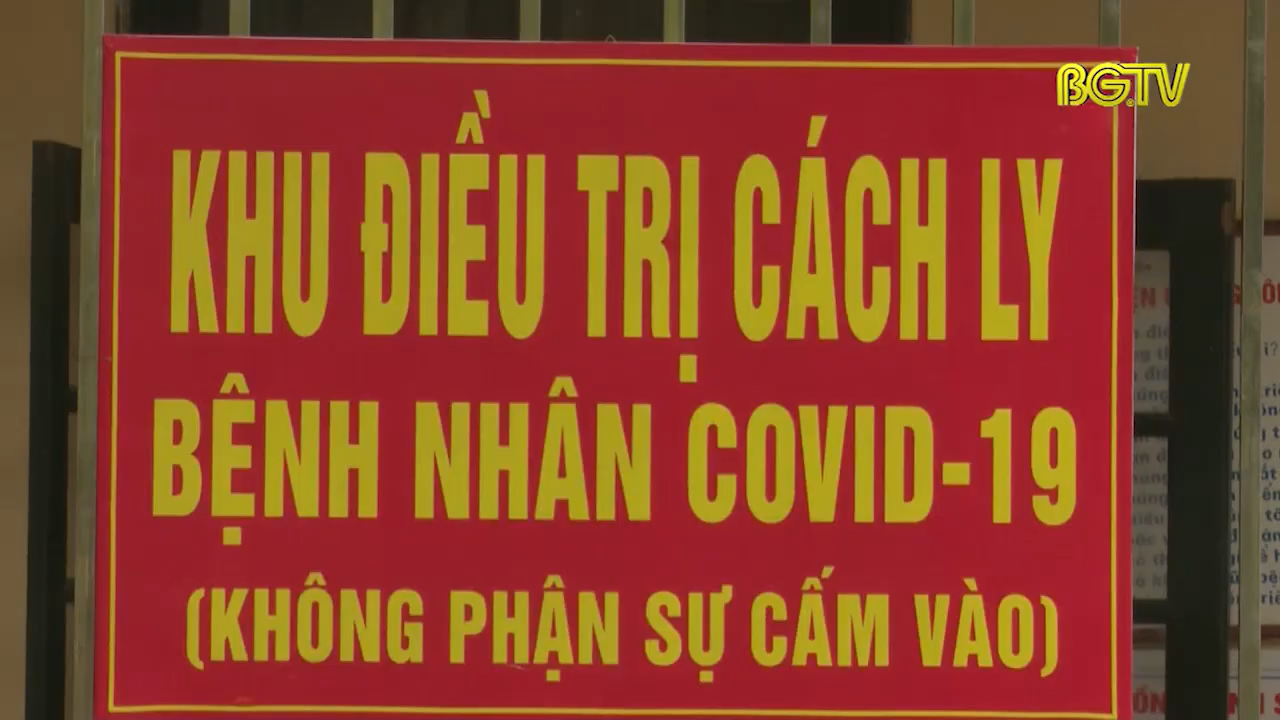 BGTV
KHU ĐIỀU TRỊ CÁCH LY
BỆNH NHÂN COVID-19
(KHÔNG PHẬN SỰ CẤM VÀO)